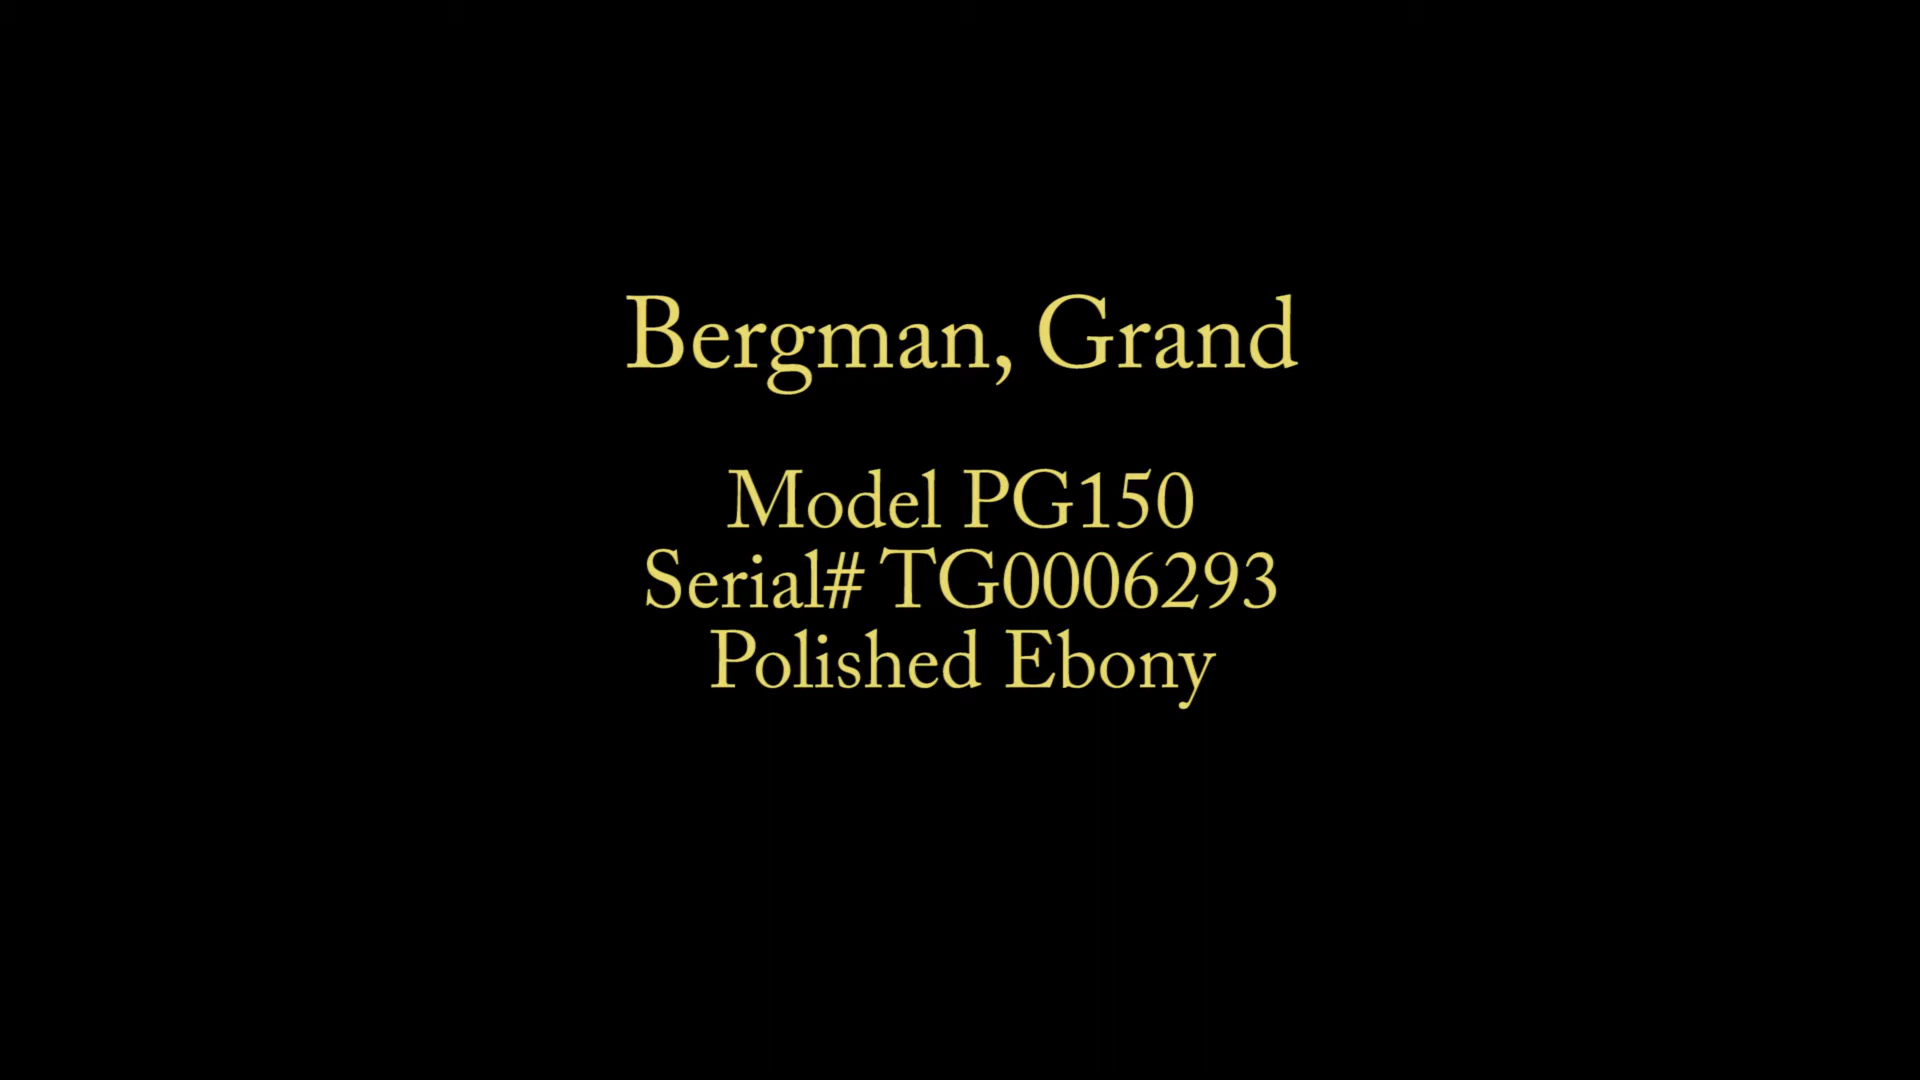 Bergman, Grand
Model PG150
Serial# TG0006293
Polished Ebony